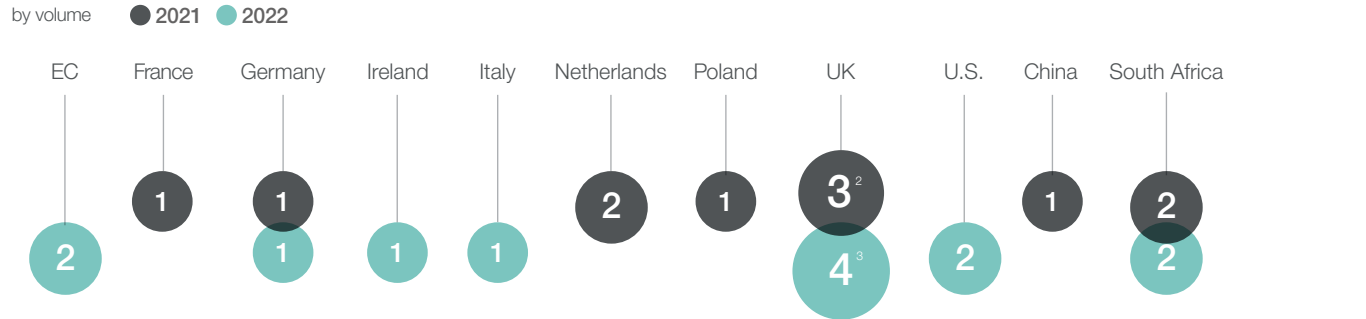 by volume 2021 2022
EC France Germany Ireland Italy Netherlands Poland UK U.S. China South Africa
1 1 2 1 3 2 1 2
2 1 1 1 4 3 2 2